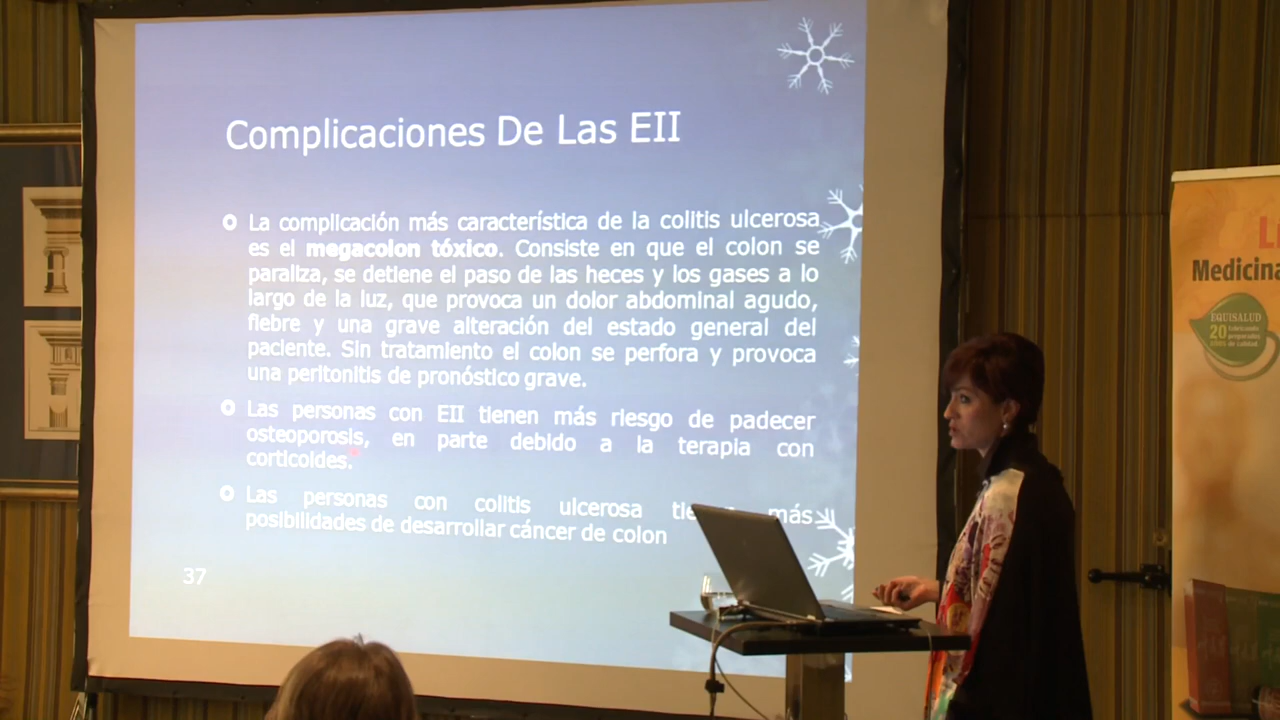 Complicaciones De Las EII
La complicación más característica de la colitis ulcerosa
es el megacolon tóxico. Consiste en que el colon se
paraliza, se detiene el paso de las heces y los gases a lo
largo de la luz, que provoca un dolor abdominal agudo,
fiebre y una grave alteración del estado general del
paciente. Sin tratamiento el colon se perfora y provoca
una peritonitis de pronóstico grave.
Las personas con EII tienen más riesgo de padecer
osteoporosis, en parte debido a la terapia con
corticoides.
Las personas con colitis ulcerosa más
posibilidades de desarrollar cáncer de colon
37
L
Medicina
EQUISALUD
20 fabricando
preparados
años de calidad